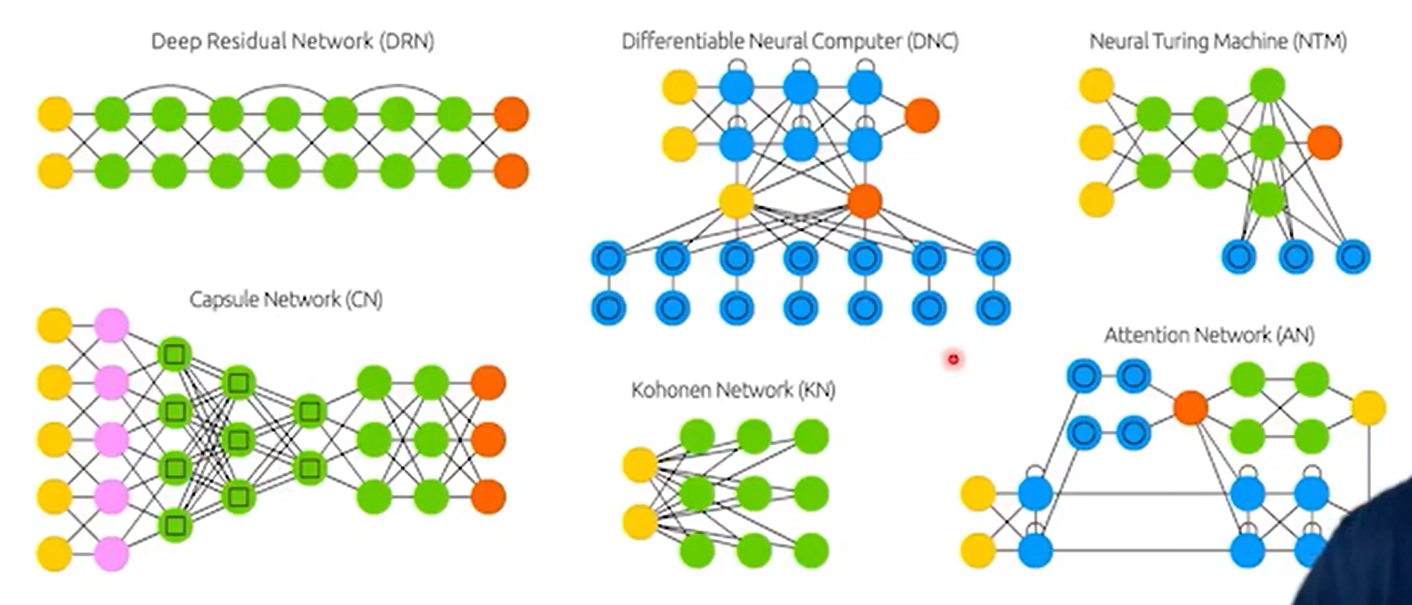 Deep Residual Network (DRN)
Differentiable Neural Computer (DNC)
Neural Turing Machine (NTM)
Capsule Network (CN)
Kohonen Network (KN)
Attention Network (AN)